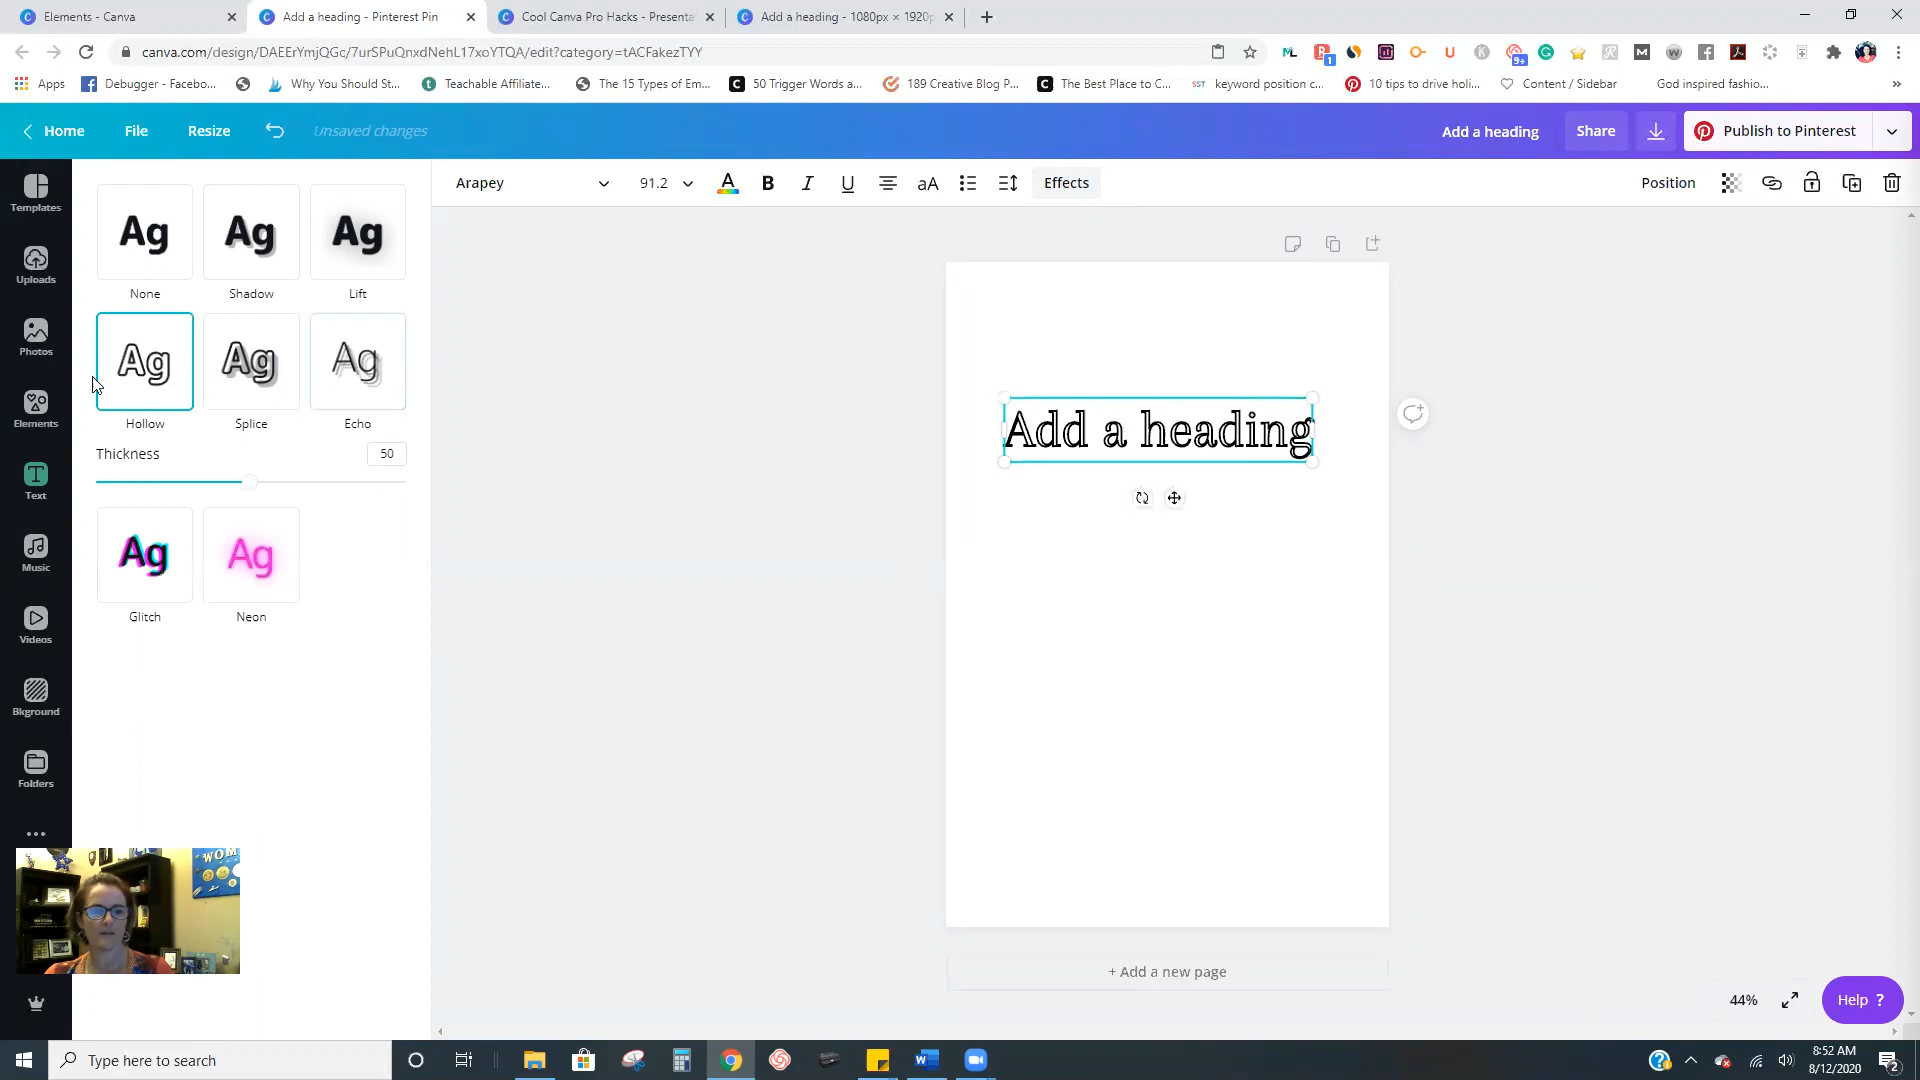 Elements - Canva
Add a heading - Pinterest Pin
Cool Canva Pro Hacks - Presenta
Add a heading - 1080px × 1920p
canva.com/design/DAEErYmjQGc/7urSPuQnxdNehL17xoYTQA/edit?category=tACFakezTYY
Apps
Debugger - Facebo...
Why You Should St...
Teachable Affiliate...
The 15 Types of Em...
50 Trigger Words a...
189 Creative Blog P...
The Best Place to C...
SST keyword position c...
10 tips to drive holi...
Content / Sidebar
God inspired fashio...
Home
File
Resize
Unsaved changes
Add a heading
Share
Publish to Pinterest
Arapey
91.2
A B I U aA
Effects
Position
Templates
Uploads
Photos
Elements
Text
Music
Videos
Bkground
Folders
Ag Ag Ag
None Shadow Lift
Ag Ag Ag
Hollow Splice Echo
Thickness 50
Ag Ag
Glitch Neon
Add a heading
+ Add a new page
WOM
44%
Help ?
Type here to search
8:52 AM
8/12/2020
2